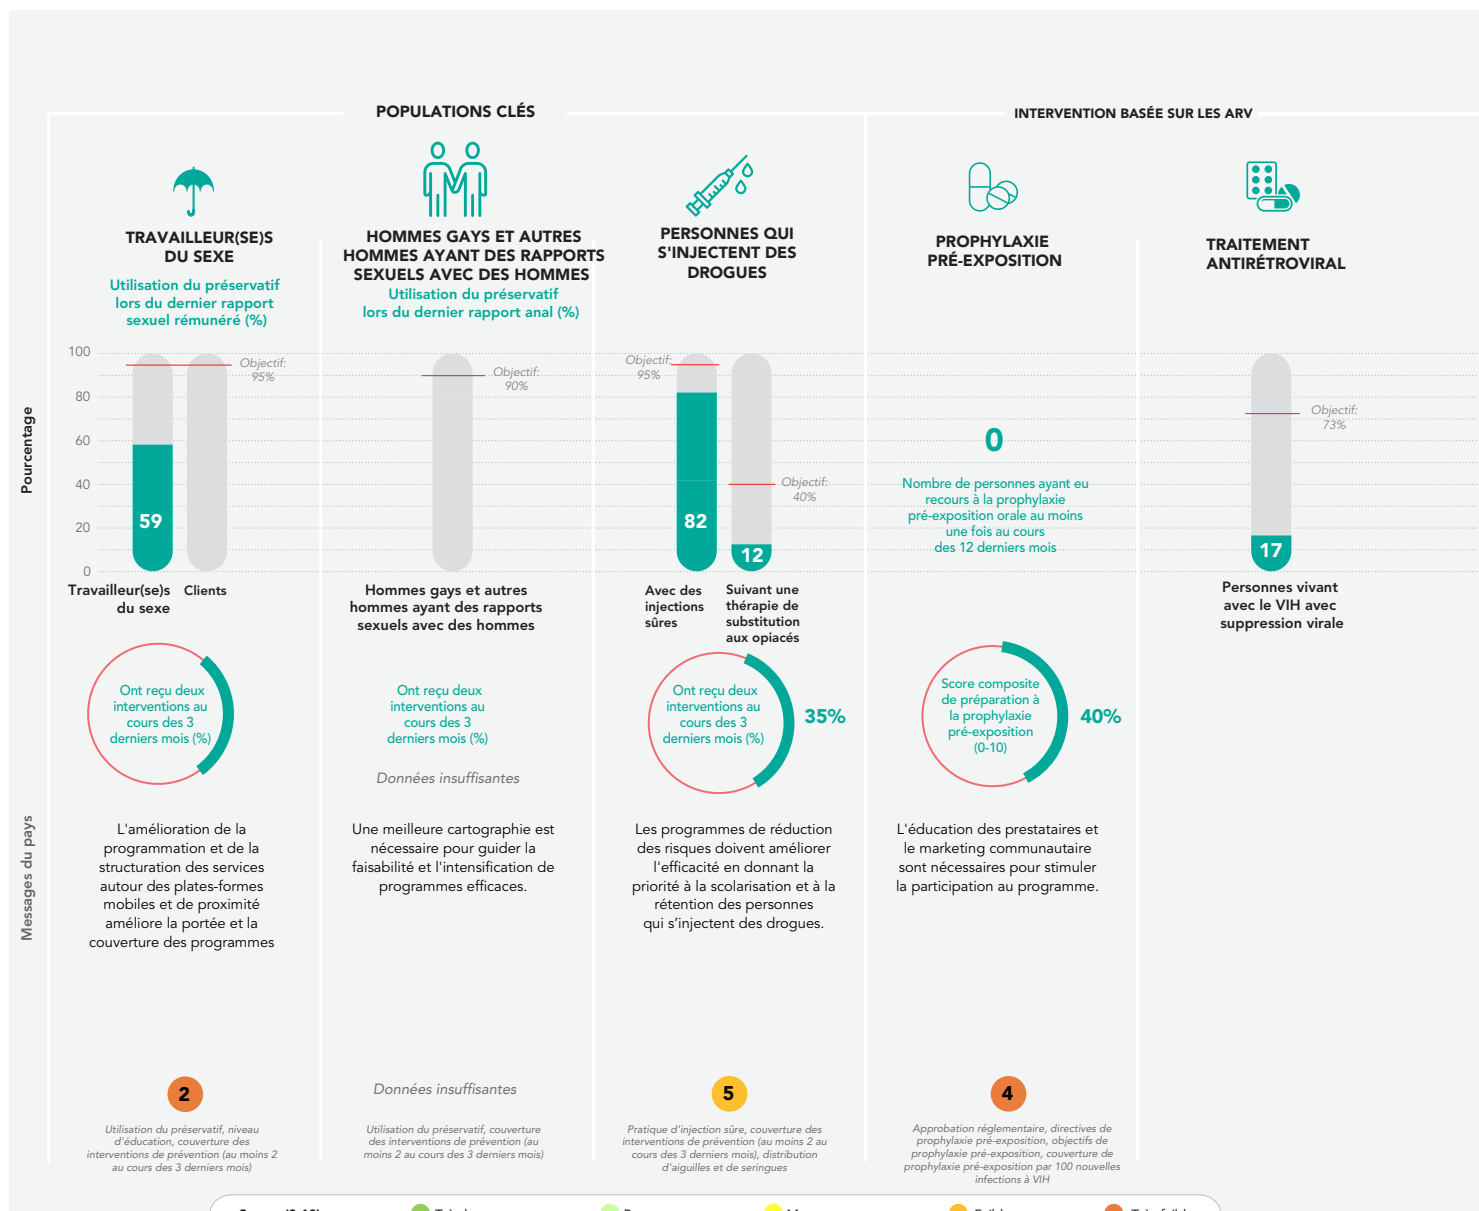 POPULATIONS CLÉS
INTERVENTION BASÉE SUR LES ARV
TRAVAILLEUR(SE)S
DU SEXE
Utilisation du préservatif
lors du dernier rapport
sexuel rémunéré (%)
HOMMES GAYS ET AUTRES
HOMMES AYANT DES RAPPORTS
SEXUELS AVEC DES HOMMES
Utilisation du préservatif
lors du dernier rapport anal (%)
PERSONNES QUI
S'INJECTENT DES
DROGUES
PROPHYLAXIE
PRÉ-EXPOSITION
TRAITEMENT
ANTIRÉTROVIRAL
Pourcentage
100
80
60
40
20
0
Objectif:
95%
59
Travailleur(se)s
du sexe
Clients
Objectif:
90%
Hommes gays et autres
hommes ayant des rapports
sexuels avec des hommes
Objectif:
95%
82
Avec des
injections
sûres
Objectif:
40%
12
Suivant une
thérapie de
substitution
aux opiacés
0
Nombre de personnes ayant eu
recours à la prophylaxie
pré-exposition orale au moins
une fois au cours
des 12 derniers mois
Objectif:
73%
17
Personnes vivant
avec le VIH avec
suppression virale
Ont reçu deux
interventions au
cours des 3
derniers mois (%)
Ont reçu deux
interventions au
cours des 3
derniers mois (%)
Données insuffisantes
Ont reçu deux
interventions au
cours des 3
derniers mois (%)
35%
Score composite
de préparation à
la prophylaxie
pré-exposition
(0-10)
40%
Messages du pays
L'amélioration de la
programmation et de la
structuration des services
autour des plates-formes
mobiles et de proximité
améliore la portée et la
couverture des programmes
Une meilleure cartographie est
nécessaire pour guider la
faisabilité et l'intensification de
programmes efficaces.
Les programmes de réduction
des risques doivent améliorer
l'efficacité en donnant la
priorité à la scolarisation et à la
rétention des personnes
qui s’injectent des drogues.
L'éducation des prestataires et
le marketing communautaire
sont nécessaires pour stimuler
la participation au programme.
2
Utilisation du préservatif, niveau
d'éducation, couverture des
interventions de prévention (au moins 2
au cours des 3 derniers mois)
Données insuffisantes
Utilisation du préservatif, couverture
des interventions de prévention (au
moins 2 au cours des 3 derniers mois)
5
Pratique d'injection sûre, couverture des
interventions de prévention (au moins 2 au
cours des 3 derniers mois), distribution
d'aiguilles et de seringues
4
Approbation réglementaire, directives de
prophylaxie pré-exposition, objectifs de
prophylaxie pré-exposition, couverture de
prophylaxie pré-exposition par 100 nouvelles
infections à VIH